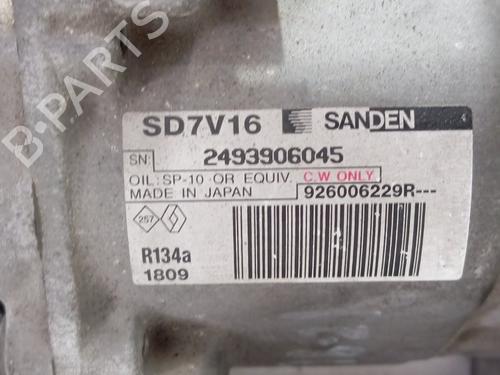 B-PARTS
SD7V16 SANDEN
SN: 2493906045
OIL:SP-10 OR EQUIV. C.W ONLY
MADE IN JAPAN 926006229R---
257
R134a
1809